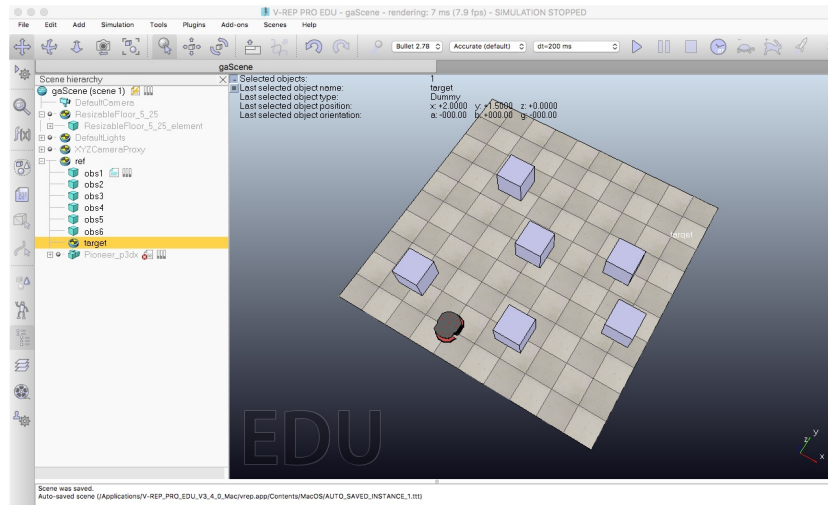 V-REP PRO EDU - gaScene - rendering: 7 ms (7.9 fps) - SIMULATION STOPPED
File Edit Add Simulation Tools Plugins Add-ons Scenes Help
Bullet 2.78 Accurate (default) dt=200 ms
gaScene
Scene hierarchy
gaScene (scene 1)
DefaultCamera
ResizableFloor_5_25
ResizableFloor_5_25_element
DefaultLights
XYZCameraProxy
ref
obs1
obs2
obs3
obs4
obs5
obs6
target
Pioneer_p3dx
Selected objects: 1
Last selected object name: target
Last selected object type: Dummy
Last selected object position: x: +2.0000 y: +1.5000 z: +0.0000
Last selected object orientation: a: -000.00 b: +000.00 g: -000.00
target
EDU
y
z
x
Scene was saved.
Auto-saved scene (/Applications/V-REP_PRO_EDU_V3_4_0_Mac/vrep.app/Contents/MacOS/AUTO_SAVED_INSTANCE_1.ttt)